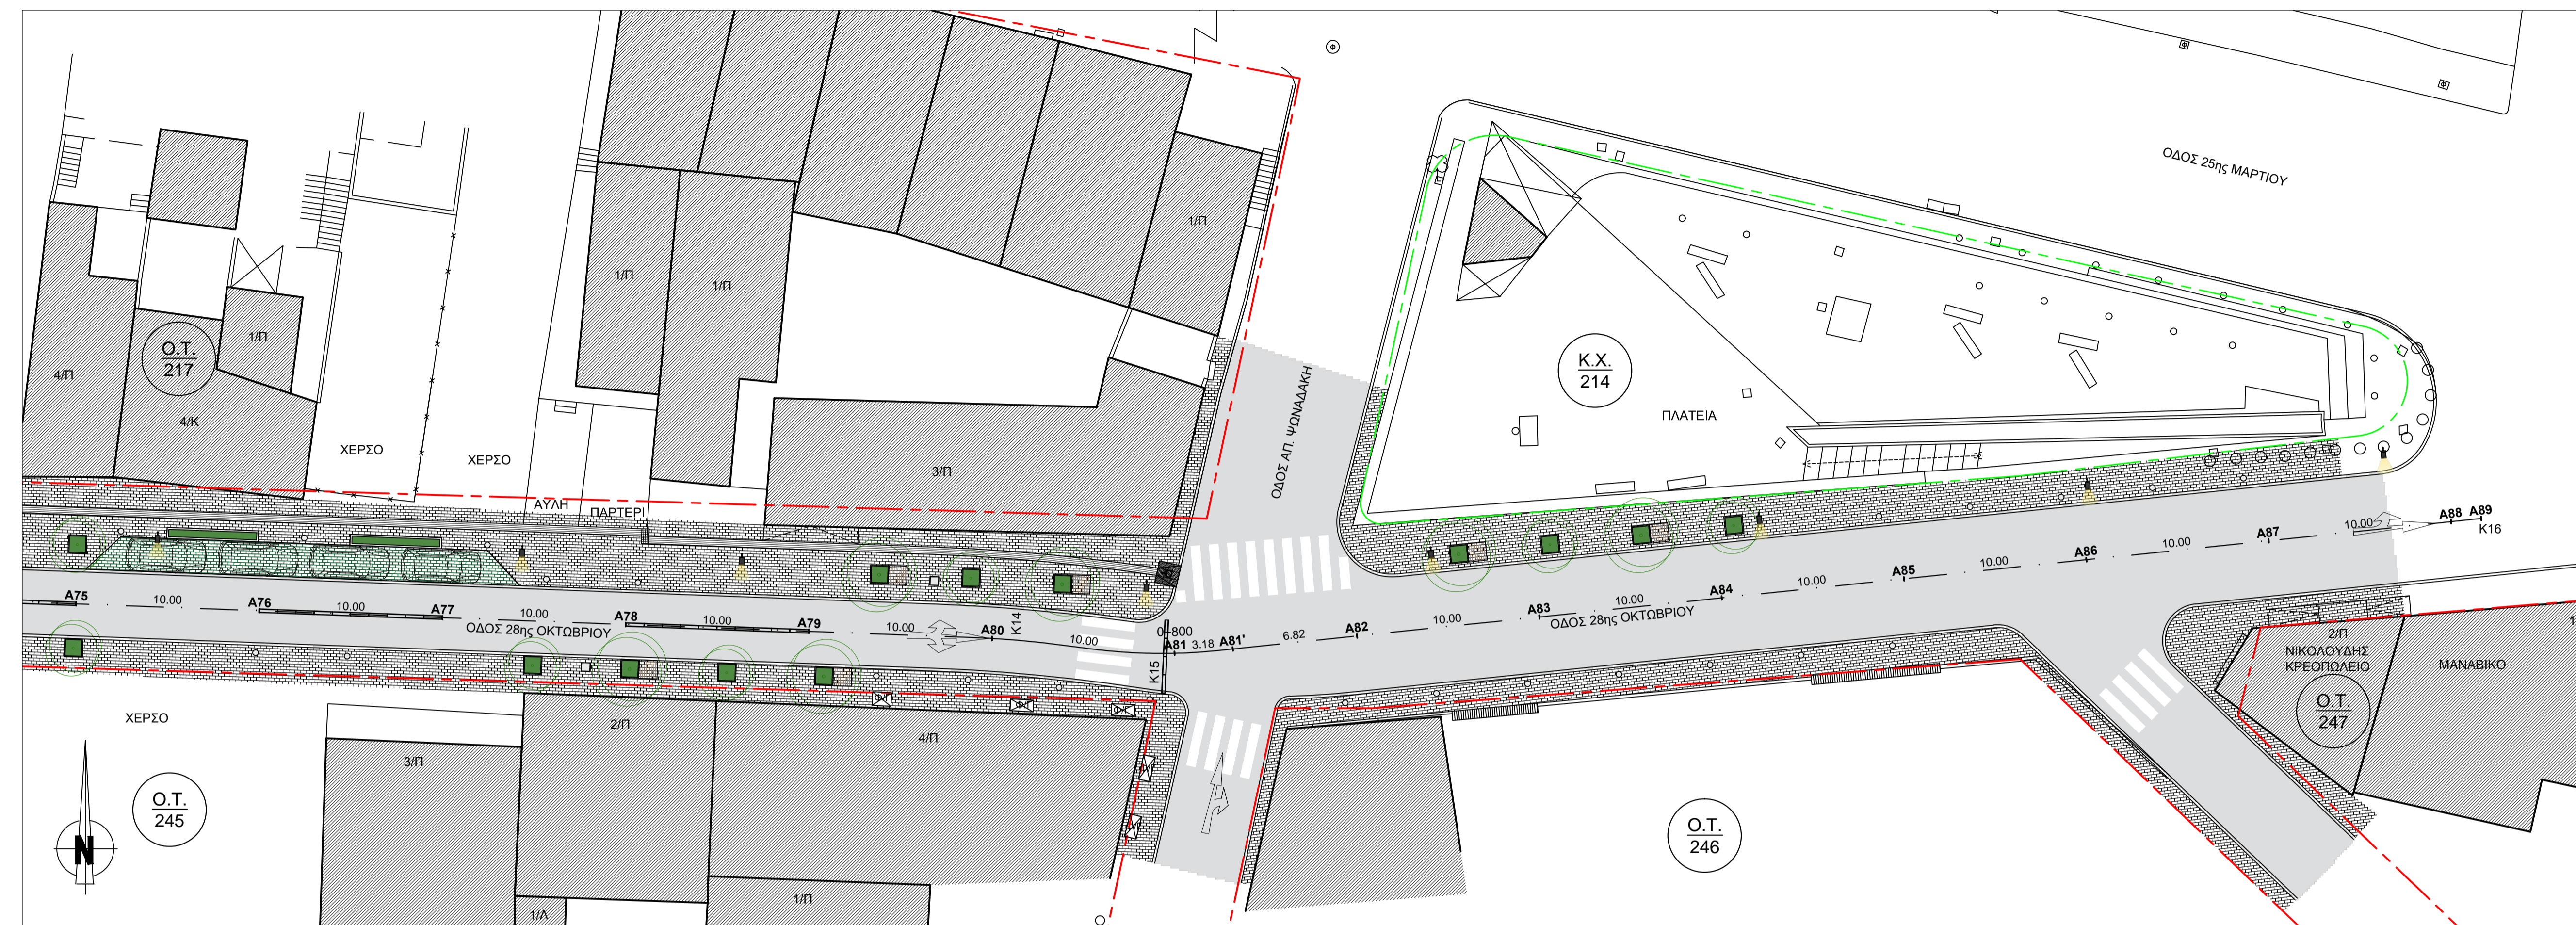 ΟΔΟΣ 25ης ΜΑΡΤΙΟΥ
1/Π
1/Π
1/Π
1/Π
Ο.Τ.
217
4/Π
4/Κ
ΧΕΡΣΟ
ΧΕΡΣΟ
3/Π
ΑΥΛΗ
ΠΑΡΤΕΡΙ
ΟΔΟΣ ΑΠ. ΨΩΝΑΔΑΚΗ
Κ.Χ.
214
ΠΛΑΤΕΙΑ
A75
10.00
A76
10.00
A77
10.00
A78
10.00
A79
10.00
A80
K14
10.00
0+800
A81
3.18
A81'
6.82
A82
10.00
A83
10.00
A84
10.00
A85
10.00
A86
10.00
A87
10.00
A88
A89
K16
K15
ΟΔΟΣ 28ης ΟΚΤΩΒΡΙΟΥ
ΟΔΟΣ 28ης ΟΚΤΩΒΡΙΟΥ
ΧΕΡΣΟ
Ο.Τ.
245
N
3/Π
2/Π
4/Π
1/Λ
1/Π
Ο.Τ.
246
2/Π
ΝΙΚΟΛΟΥΔΗΣ
ΚΡΕΟΠΩΛΕΙΟ
Ο.Τ.
247
ΜΑΝΑΒΙΚΟ
1